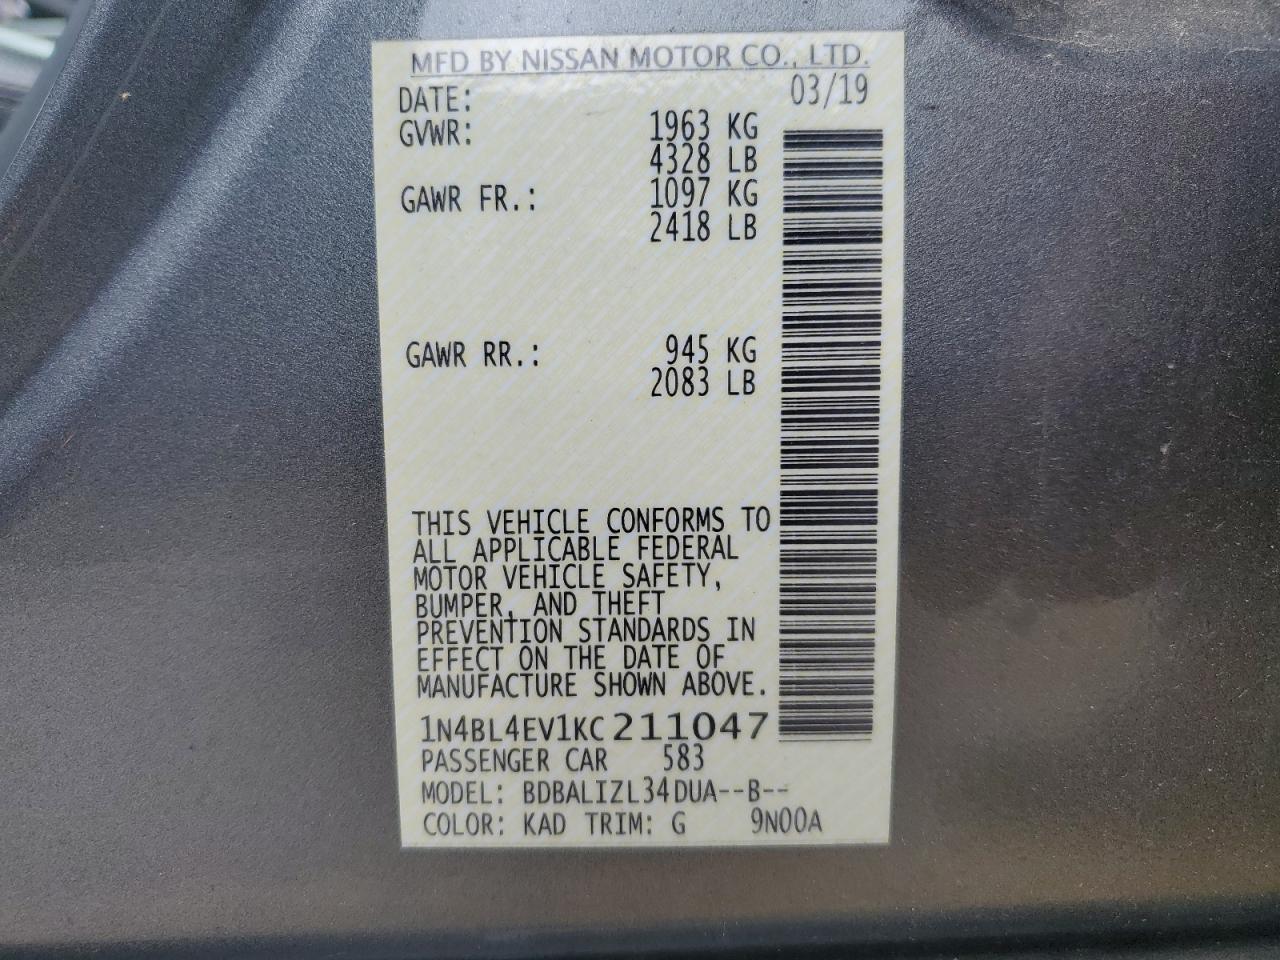 MFD BY NISSAN MOTOR CO., LTD.
DATE: 03/19
GVWR: 1963 KG
4328 LB
GAWR FR.: 1097 KG
2418 LB
GAWR RR.: 945 KG
2083 LB
THIS VEHICLE CONFORMS TO
ALL APPLICABLE FEDERAL
MOTOR VEHICLE SAFETY,
BUMPER, AND THEFT
PREVENTION STANDARDS IN
EFFECT ON THE DATE OF
MANUFACTURE SHOWN ABOVE.
1N4BL4EV1KC211047
PASSENGER CAR 583
MODEL: BDBALIZL34DUA--B--
COLOR: KAD TRIM: G 9N00A